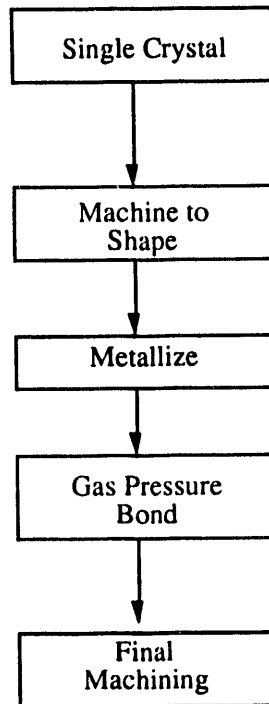 Single Crystal
Machine to
Shape
Metallize
Gas Pressure
Bond
Final
Machining